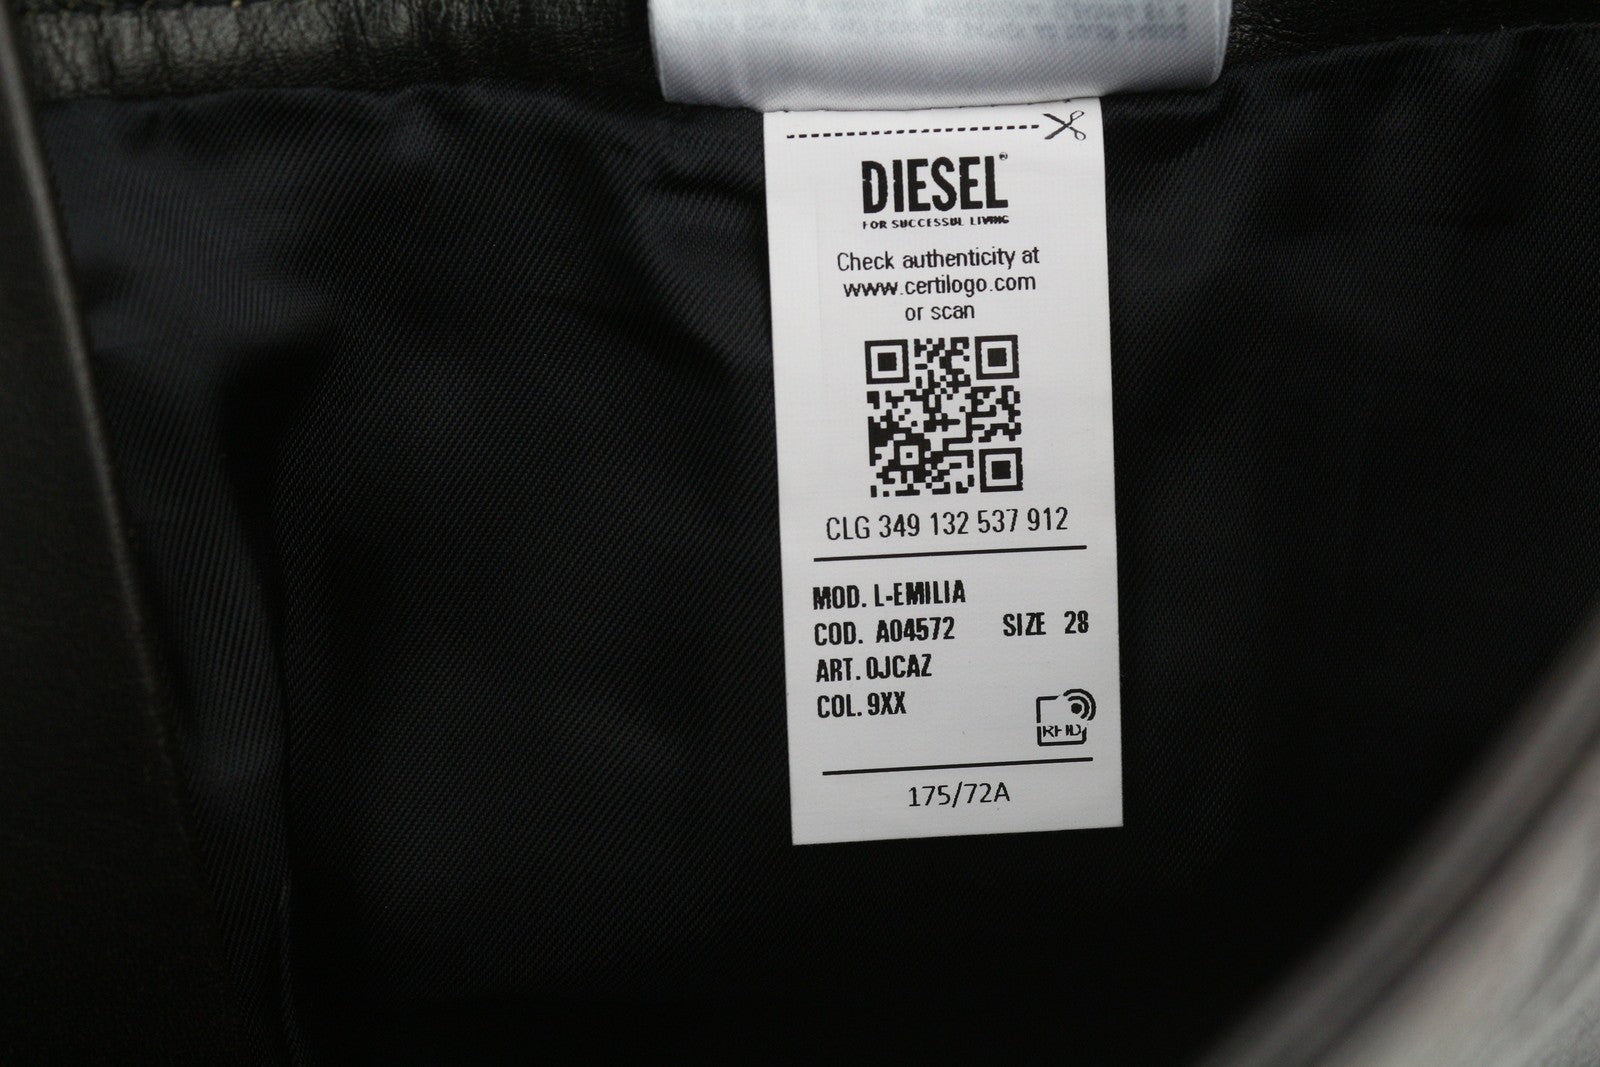 DIESEL®
FOR SUCCESSFUL LIVING
Check authenticity at
www.certilogo.com
or scan
CLG 349 132 537 912
MOD. L-EMILIA
COD. A04572 SIZE 28
ART. 0JCAZ
COL. 9XX
RFID
175/72A